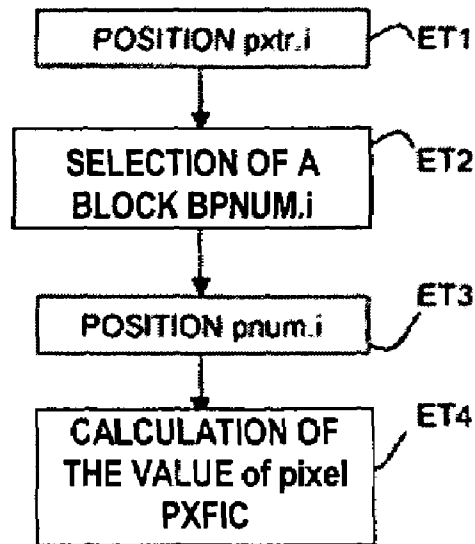 POSITION pxtr.i
ET1
SELECTION OF A
BLOCK BPNUM.i
ET2
POSITION pnum.i
ET3
CALCULATION OF
THE VALUE of pixel
PXFIC
ET4